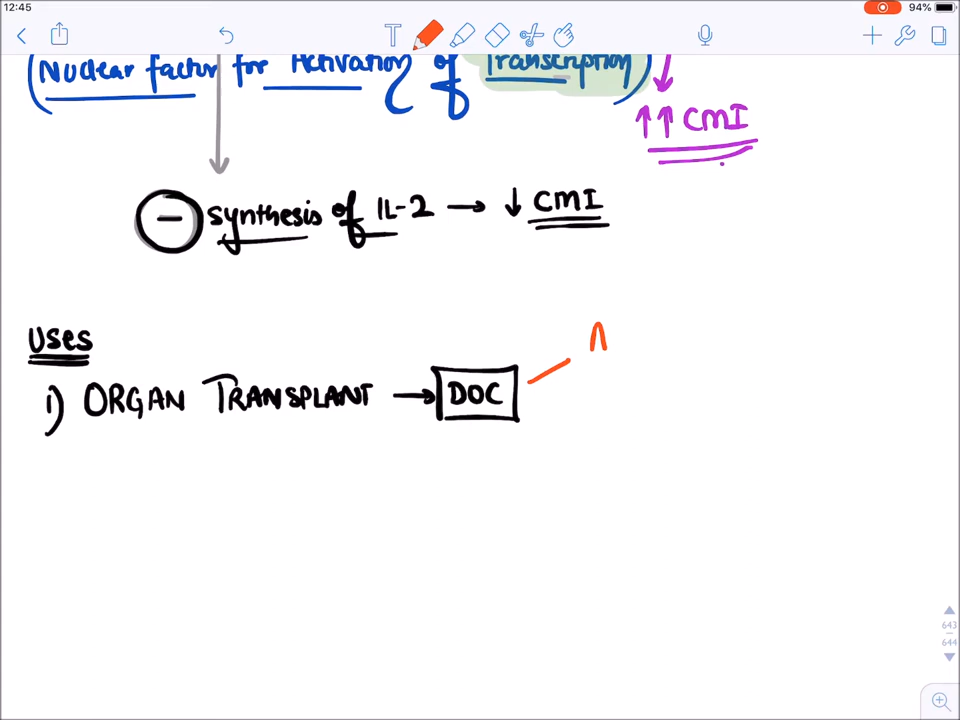 12:45
94%
T
(Nuclear factor for Activation of Transcription)
↑↑ CMI
− synthesis of IL-2 → ↓ CMI
Uses
i) ORGAN TRANSPLANT → DOC
643
644